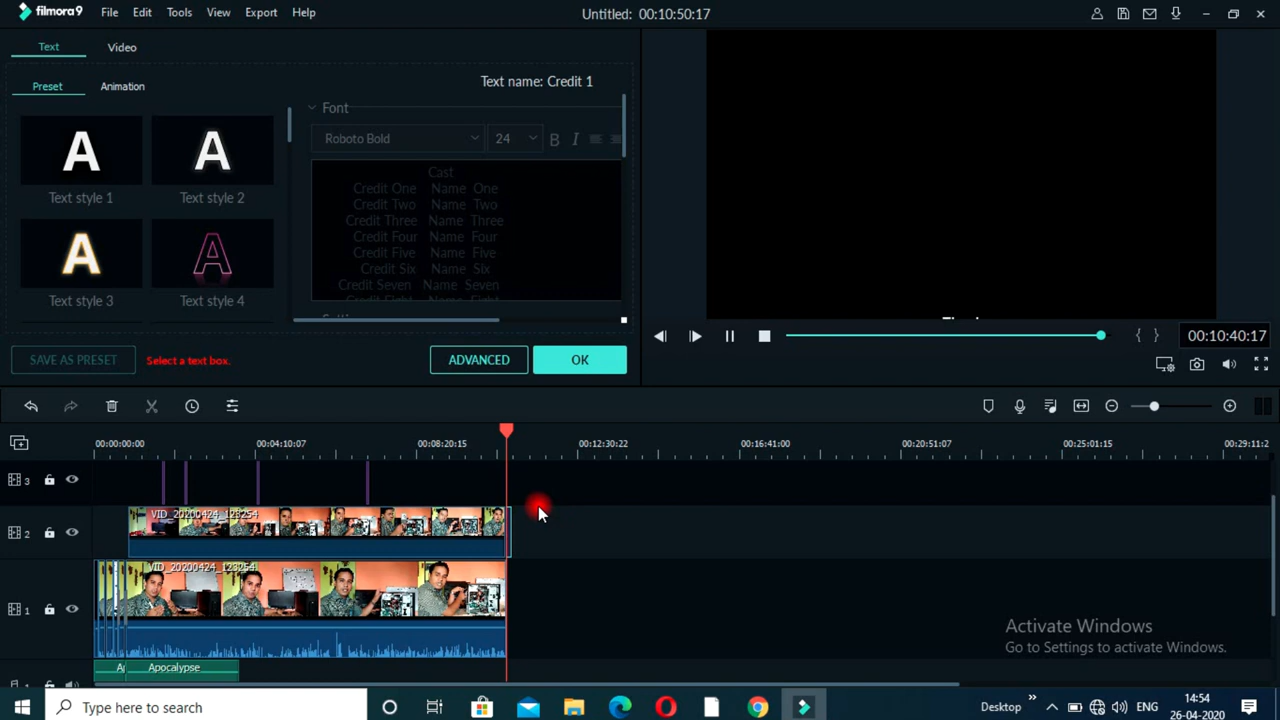 filmora9 File Edit Tools View Export Help Untitled: 00:10:50:17
Text Video
Preset Animation
Text name: Credit 1
Font
Roboto Bold 24 B I
Cast
Credit One Name One
Credit Two Name Two
Credit Three Name Three
Credit Four Name Four
Credit Five Name Five
Credit Six Name Six
Credit Seven Name Seven
Credit Eight Name Eight
A A
Text style 1 Text style 2
A A
Text style 3 Text style 4
SAVE AS PRESET Select a text box. ADVANCED OK
00:10:40:17
00:00:00:00 00:04:10:07 00:08:20:15 00:12:30:22 00:16:41:00 00:20:51:07 00:25:01:15 00:29:11:2
3
VID_20200424_123254
2
VID_20200424_123254
1
Activate Windows
Go to Settings to activate Windows.
Apocalypse
Type here to search Desktop ENG 14:54
26-04-2020